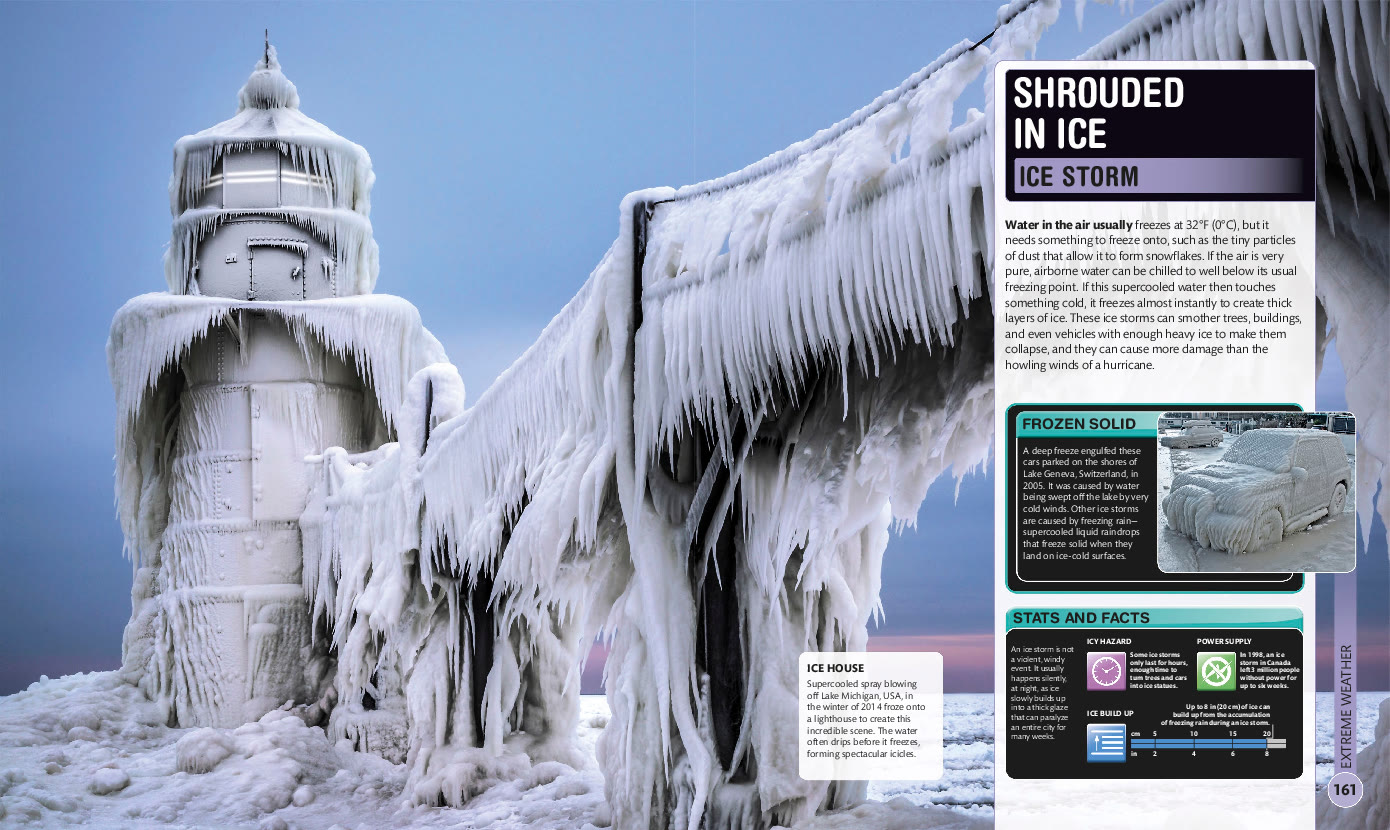 SHROUDED
IN ICE
ICE STORM
Water in the air usually freezes at 32°F (0°C), but it
needs something to freeze onto, such as the tiny particles
of dust that allow it to form snowflakes. If the air is very
pure, airborne water can be chilled to well below its usual
freezing point. If this supercooled water then touches
something cold, it freezes almost instantly to create thick
layers of ice. These ice storms can smother trees, buildings,
and even vehicles with enough heavy ice to make them
collapse, and they can cause more damage than the
howling winds of a hurricane.
FROZEN SOLID
A deep freeze engulfed these
cars parked on the shores of
Lake Geneva, Switzerland, in
2005. It was caused by water
being swept off the lake by very
cold winds. Other ice storms
are caused by freezing rain—
supercooled liquid raindrops
that freeze solid when they
land on ice-cold surfaces.
STATS AND FACTS
An ice storm is not
a violent, windy
event. It usually
happens silently,
at night, as ice
slowly builds up
into a thick glaze
that can paralyze
an entire city for
many weeks.
ICY HAZARD
Some ice storms
only last for hours,
enough time to
turn trees and cars
into ice statues.
POWER SUPPLY
In 1998, an ice
storm in Canada
left 3 million people
without power for
up to six weeks.
ICE BUILD UP
Up to 8 in (20 cm) of ice can
build up from the accumulation
of freezing rain during an ice storm.
cm 5 10 15 20
in 2 4 6 8
ICE HOUSE
Supercooled spray blowing
off Lake Michigan, USA, in
the winter of 2014 froze onto
a lighthouse to create this
incredible scene. The water
often drips before it freezes,
forming spectacular icicles.
EXTREME WEATHER
161